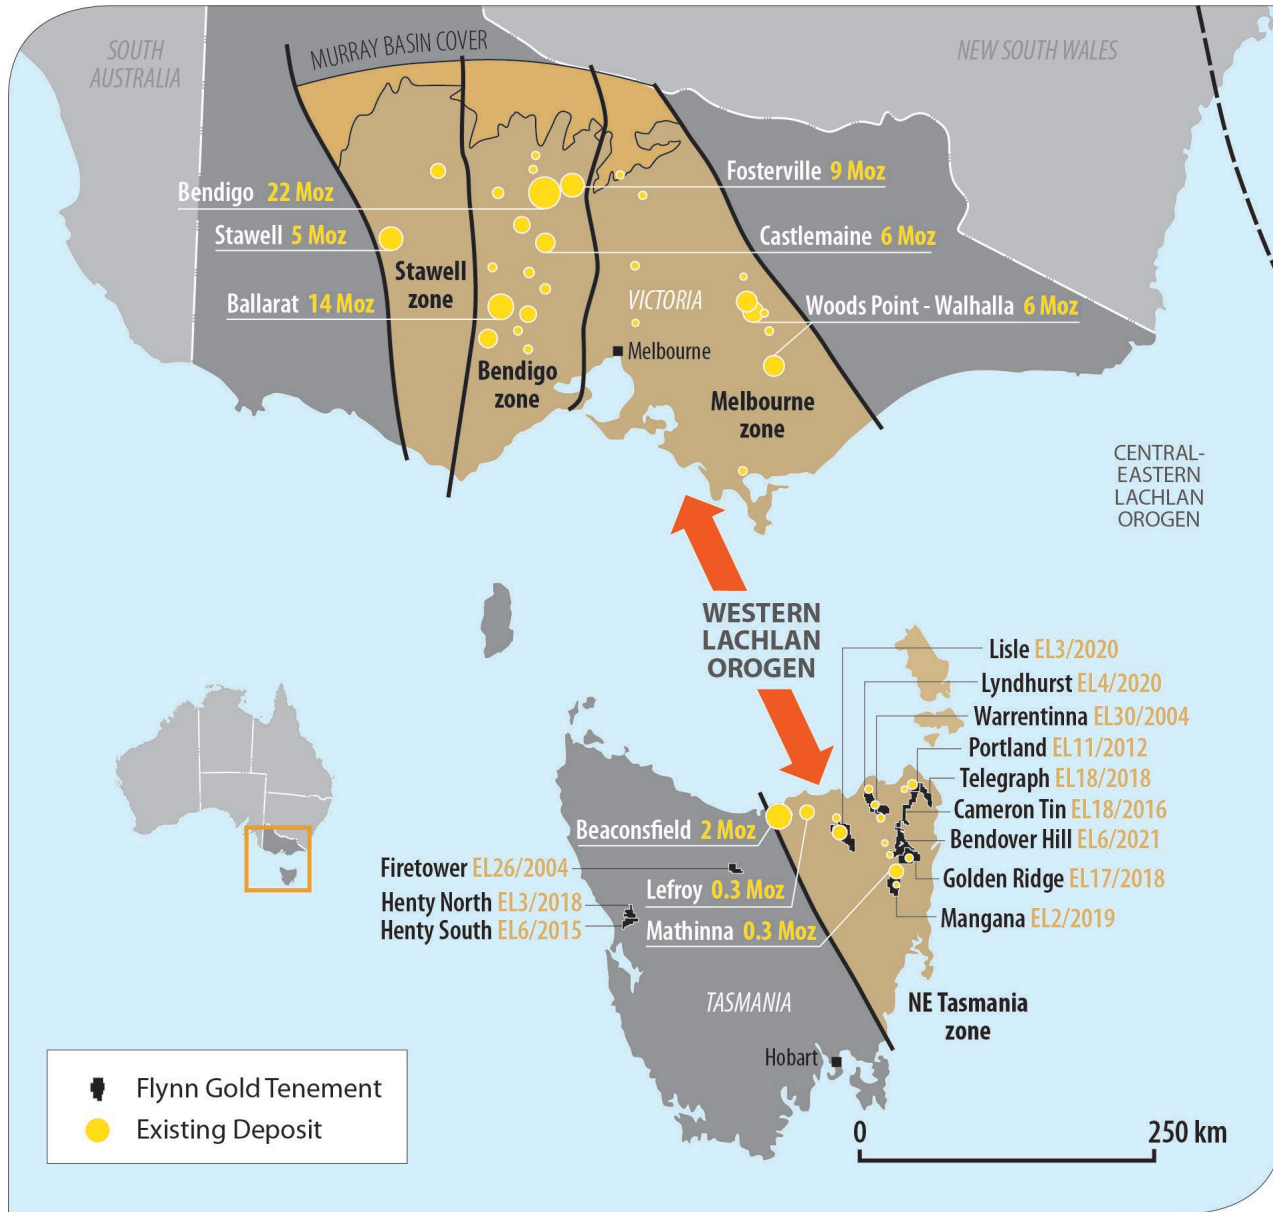 SOUTH
AUSTRALIA
MURRAY BASIN COVER
NEW SOUTH WALES
Bendigo 22 Moz
Fosterville 9 Moz
Stawell 5 Moz
Castlemaine 6 Moz
Stawell
zone
Ballarat 14 Moz
VICTORIA
Woods Point - Walhalla 6 Moz
Melbourne
Bendigo
zone
Melbourne
zone
CENTRAL-
EASTERN
LACHLAN
OROGEN
WESTERN
LACHLAN
OROGEN
Lisle EL3/2020
Lyndhurst EL4/2020
Warrentinna EL30/2004
Portland EL11/2012
Telegraph EL18/2018
Cameron Tin EL18/2016
Bendover Hill EL6/2021
Golden Ridge EL17/2018
Mangana EL2/2019
Beaconsfield 2 Moz
Firetower EL26/2004
Lefroy 0.3 Moz
Henty North EL3/2018
Henty South EL6/2015
Mathinna 0.3 Moz
TASMANIA
NE Tasmania
zone
Hobart
Flynn Gold Tenement
Existing Deposit
0 250 km